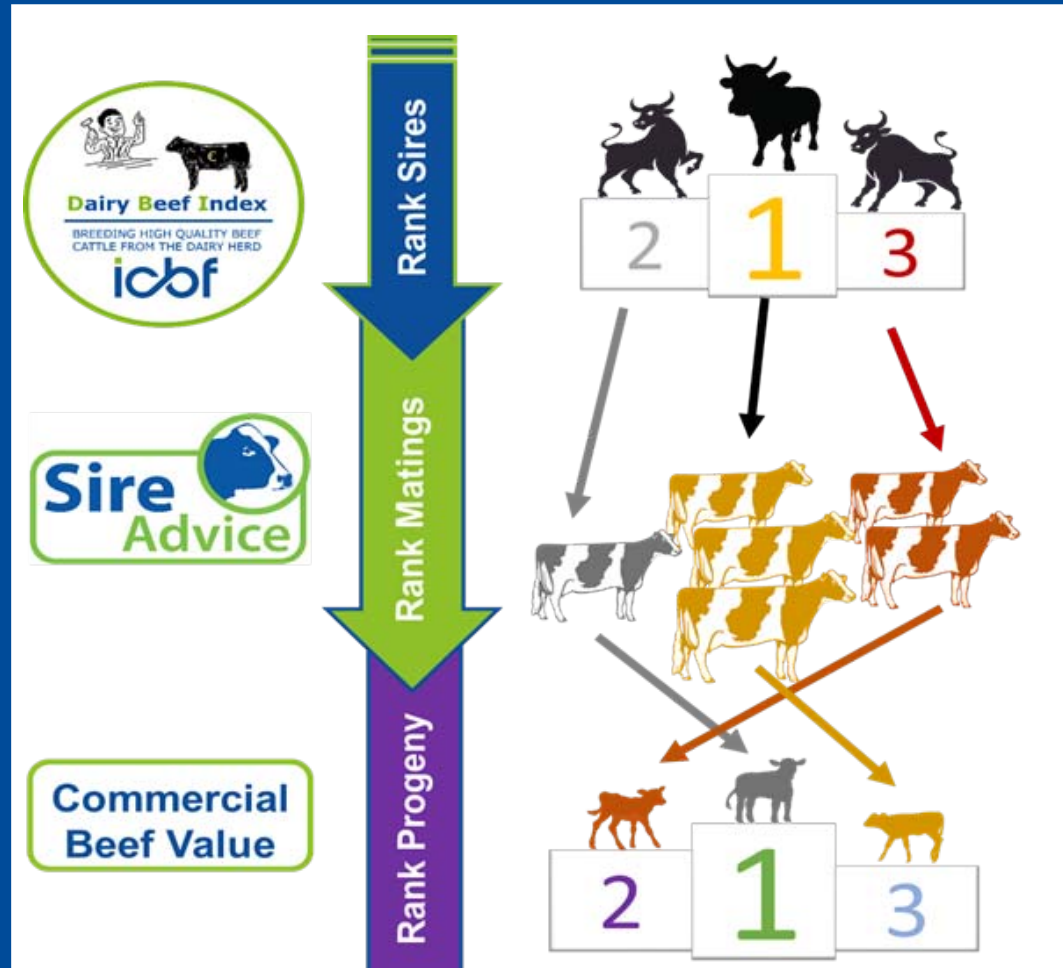 Dairy Beef Index
BREEDING HIGH QUALITY BEEF
CATTLE FROM THE DAIRY HERD
icbf
Rank Sires
2
1
3
Sire
Advice
Rank Matings
Commercial
Beef Value
Rank Progeny
2
1
3